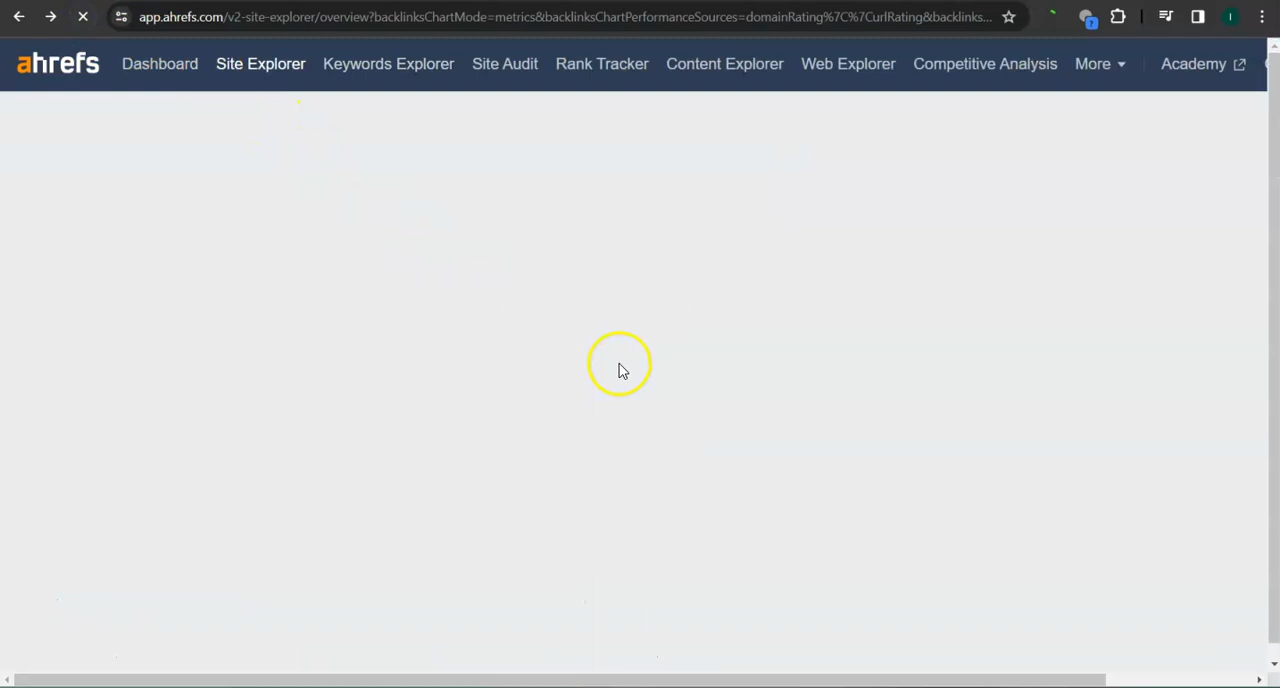 app.ahrefs.com/v2-site-explorer/overview?backlinksChartMode=metrics&backlinksChartPerformanceSources=domainRating%7C%7CurlRating&backlinks...
ahrefs Dashboard Site Explorer Keywords Explorer Site Audit Rank Tracker Content Explorer Web Explorer Competitive Analysis More Academy